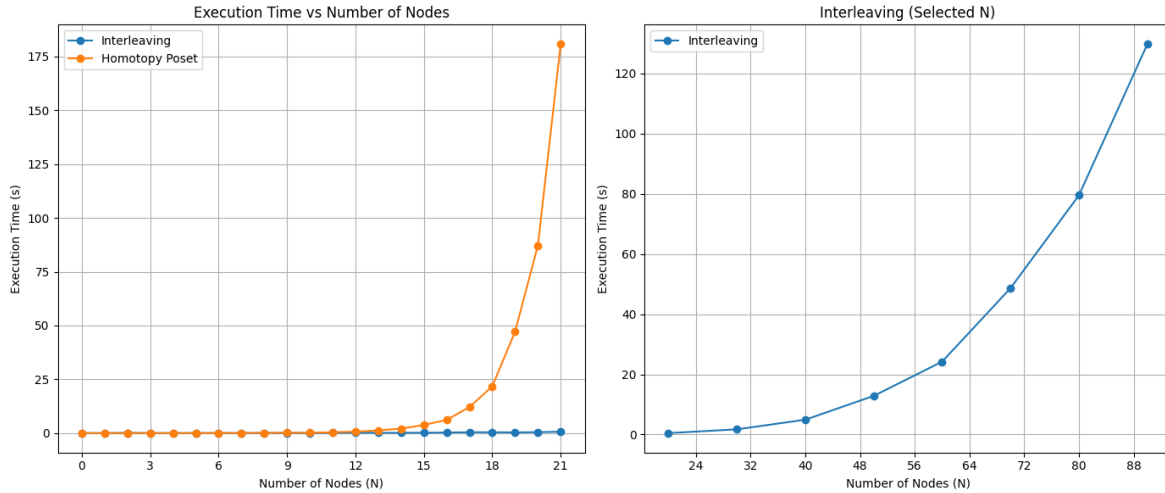 Execution Time vs Number of Nodes
Interleaving
Homotopy Poset
Execution Time (s)
175
150
125
100
75
50
25
0
0 3 6 9 12 15 18 21
Number of Nodes (N)
Interleaving (Selected N)
Interleaving
Execution Time (s)
120
100
80
60
40
20
0
24 32 40 48 56 64 72 80 88
Number of Nodes (N)